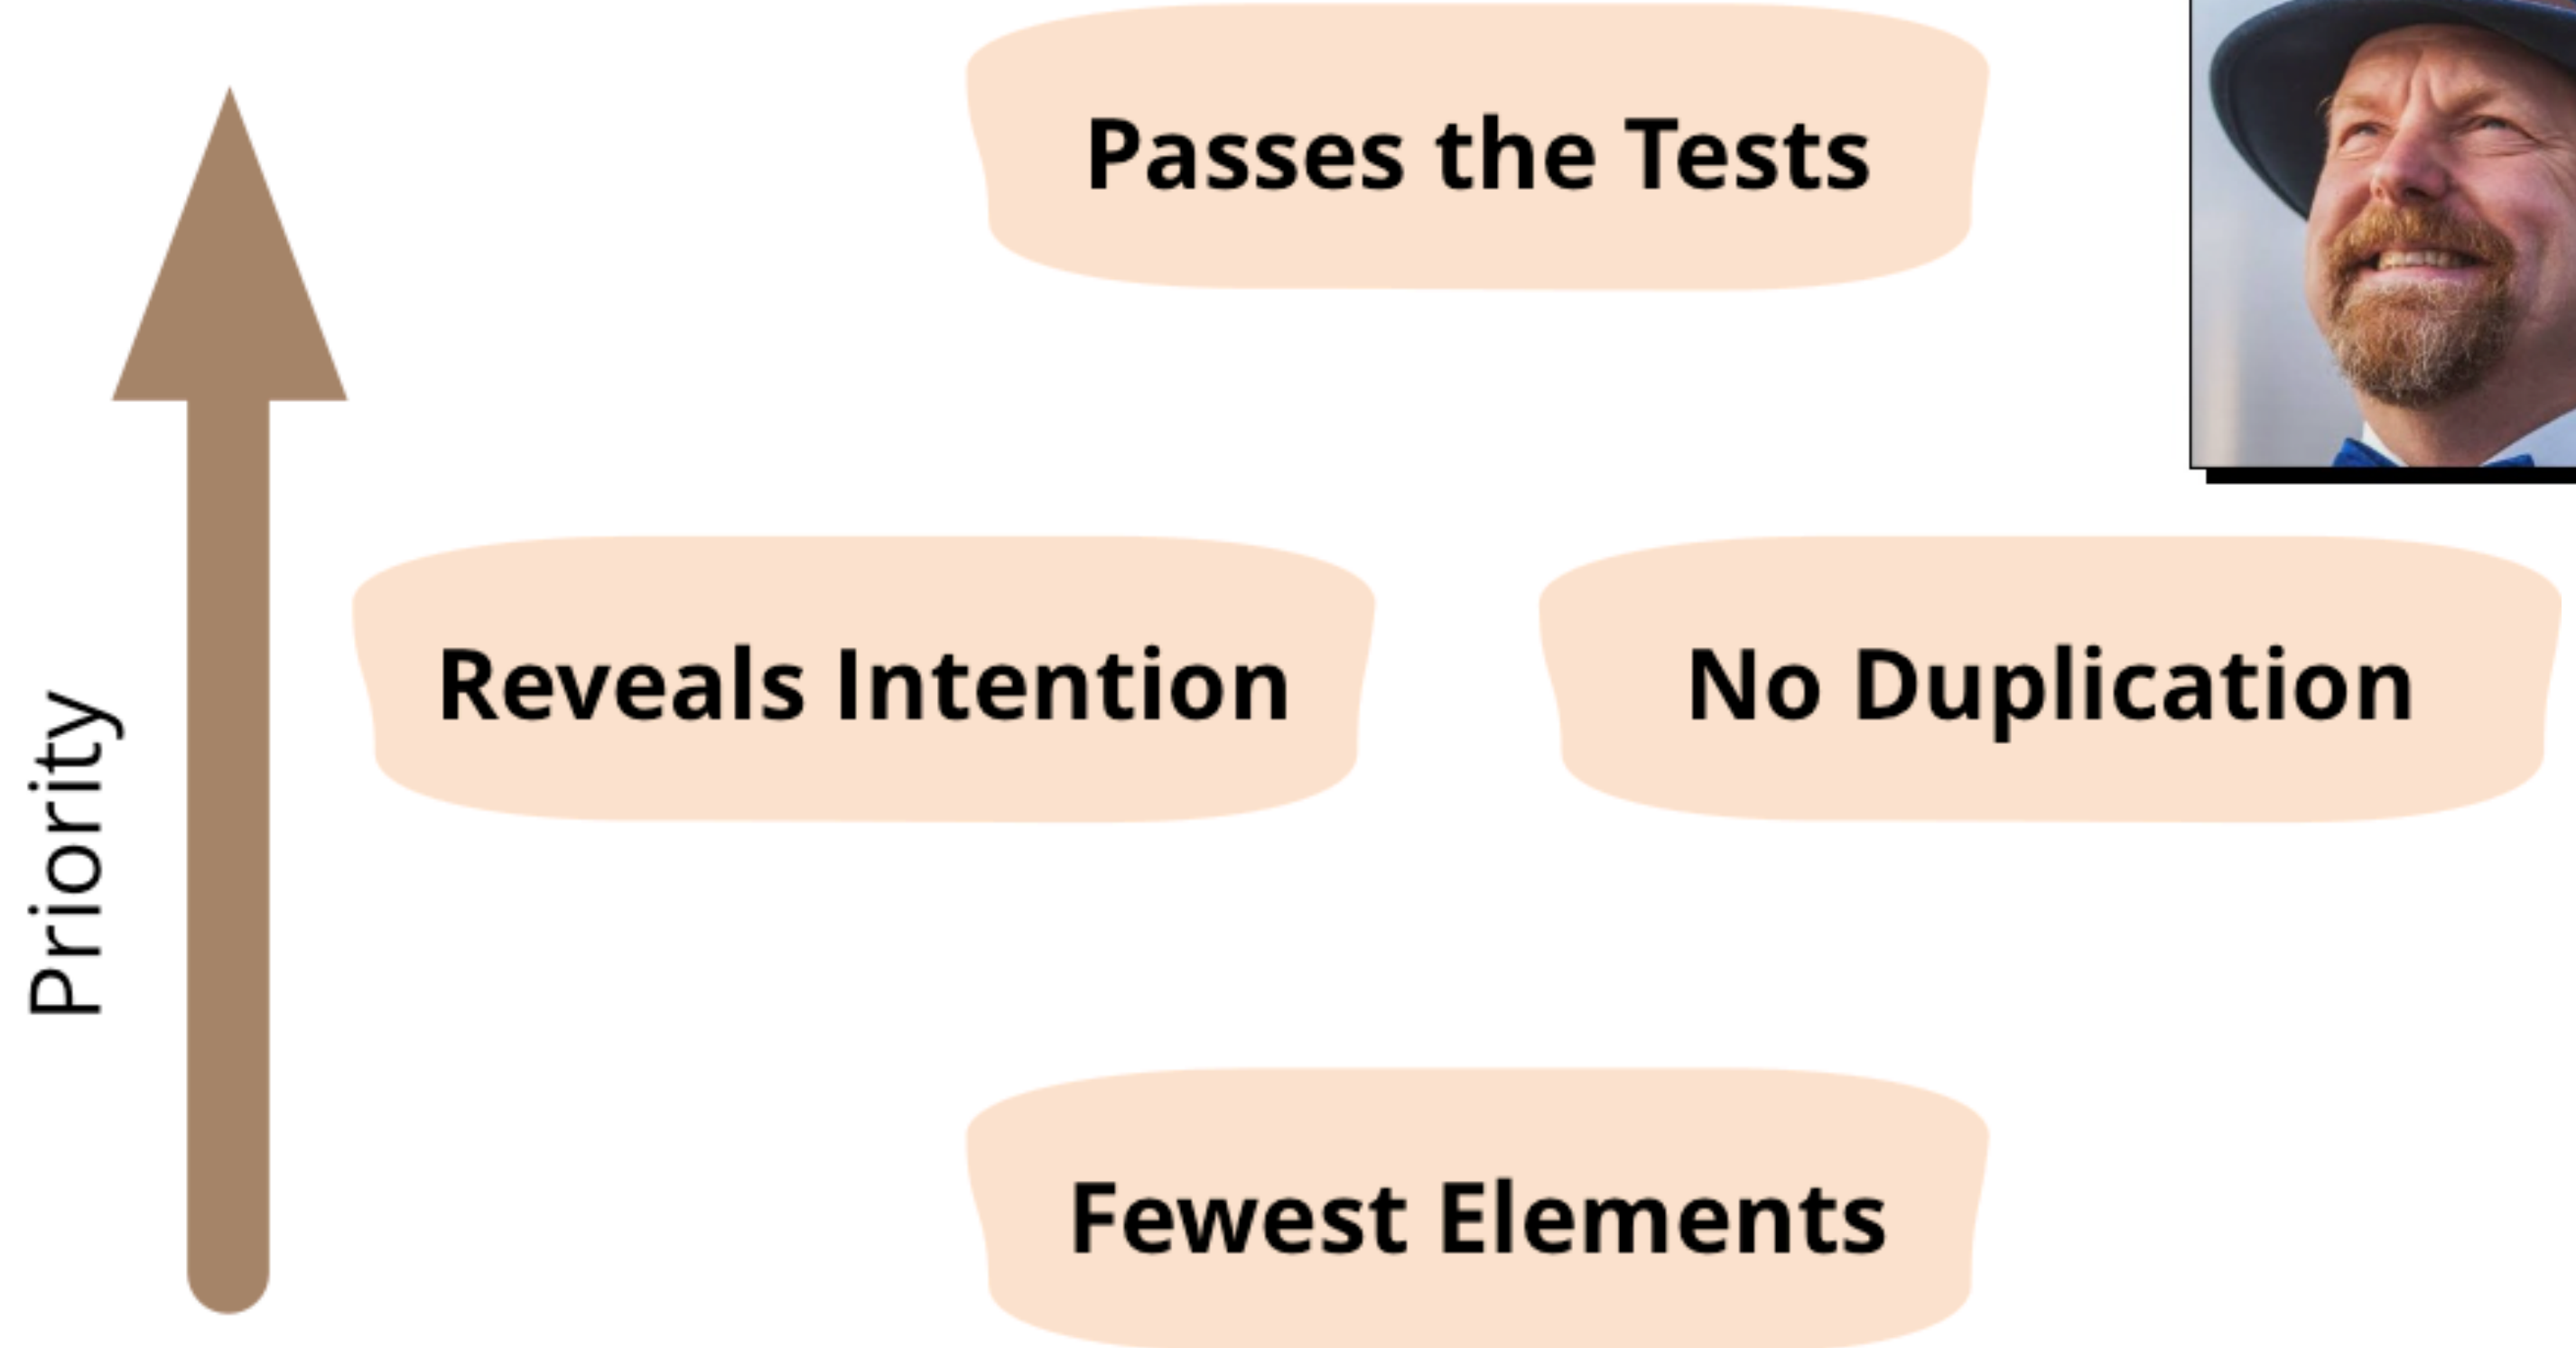 Passes the Tests
Priority
Reveals Intention
No Duplication
Fewest Elements